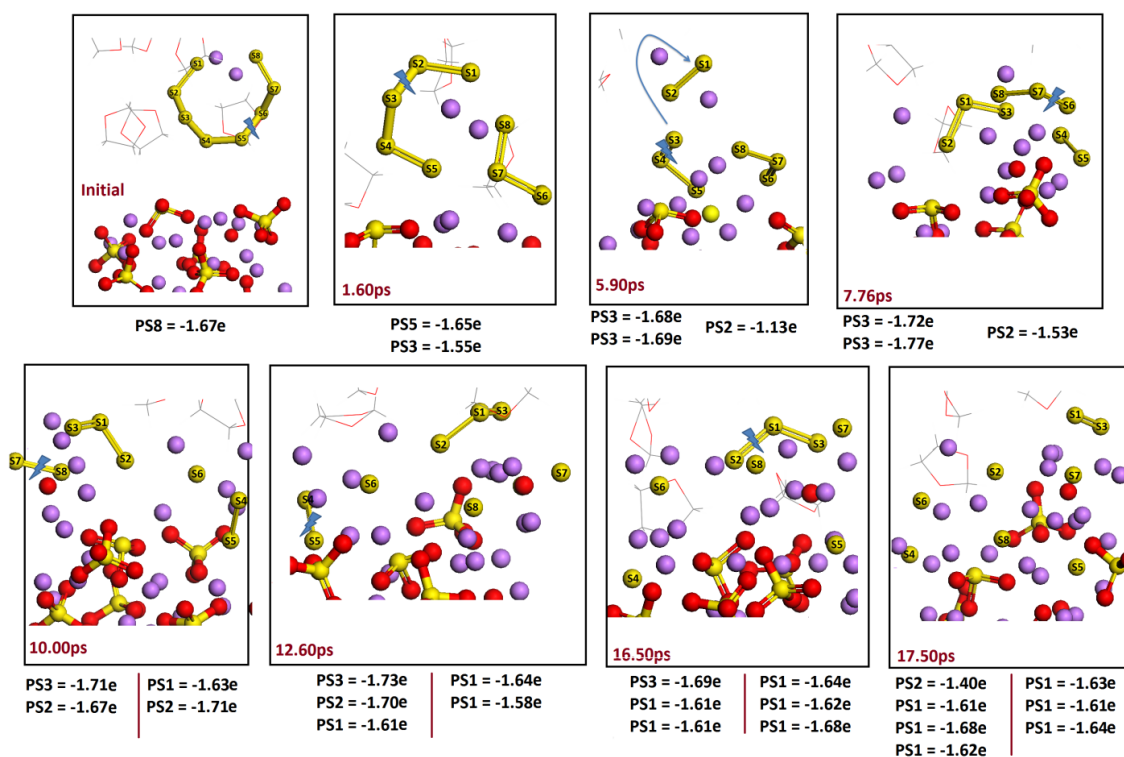 S1
S8
S2
S7
S3
S6
S4
S5
Initial
PS8 = -1.67e
S2
S1
S3
S8
S4
S5
S7
S6
1.60ps
PS5 = -1.65e
PS3 = -1.55e
S1
S2
S3
S4
S8
S7
S6
S5
5.90ps
PS3 = -1.68e
PS3 = -1.69e
PS2 = -1.13e
S8
S7
S6
S1
S3
S2
S4
S5
7.76ps
PS3 = -1.72e
PS3 = -1.77e
PS2 = -1.53e
S3
S1
S2
S7
S8
S6
S4
S5
10.00ps
PS3 = -1.71e
PS2 = -1.67e
PS1 = -1.63e
PS2 = -1.71e
S1
S3
S2
S7
S6
S4
S8
S5
12.60ps
PS3 = -1.73e
PS2 = -1.70e
PS1 = -1.61e
PS1 = -1.64e
PS1 = -1.58e
S1
S7
S3
S2
S8
S6
S5
S4
16.50ps
PS3 = -1.69e
PS1 = -1.61e
PS1 = -1.61e
PS1 = -1.64e
PS1 = -1.62e
PS1 = -1.68e
S1
S3
S2
S7
S6
S8
S4
S5
17.50ps
PS2 = -1.40e
PS1 = -1.61e
PS1 = -1.68e
PS1 = -1.62e
PS1 = -1.63e
PS1 = -1.61e
PS1 = -1.64e